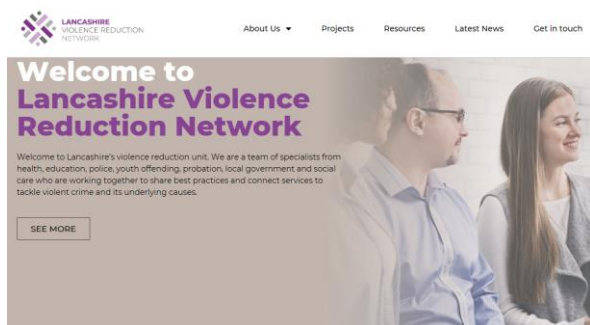 LANCASHIRE
VIOLENCE REDUCTION
NETWORK
About Us
Projects
Resources
Latest News
Get in touch
Welcome to
Lancashire Violence
Reduction Network
Welcome to Lancashire's violence reduction unit. We are a team of specialists from
health, education, police, youth offending, probation, local government and social
care who are working together to share best practices and connect services to
tackle violent crime and its underlying causes.
SEE MORE